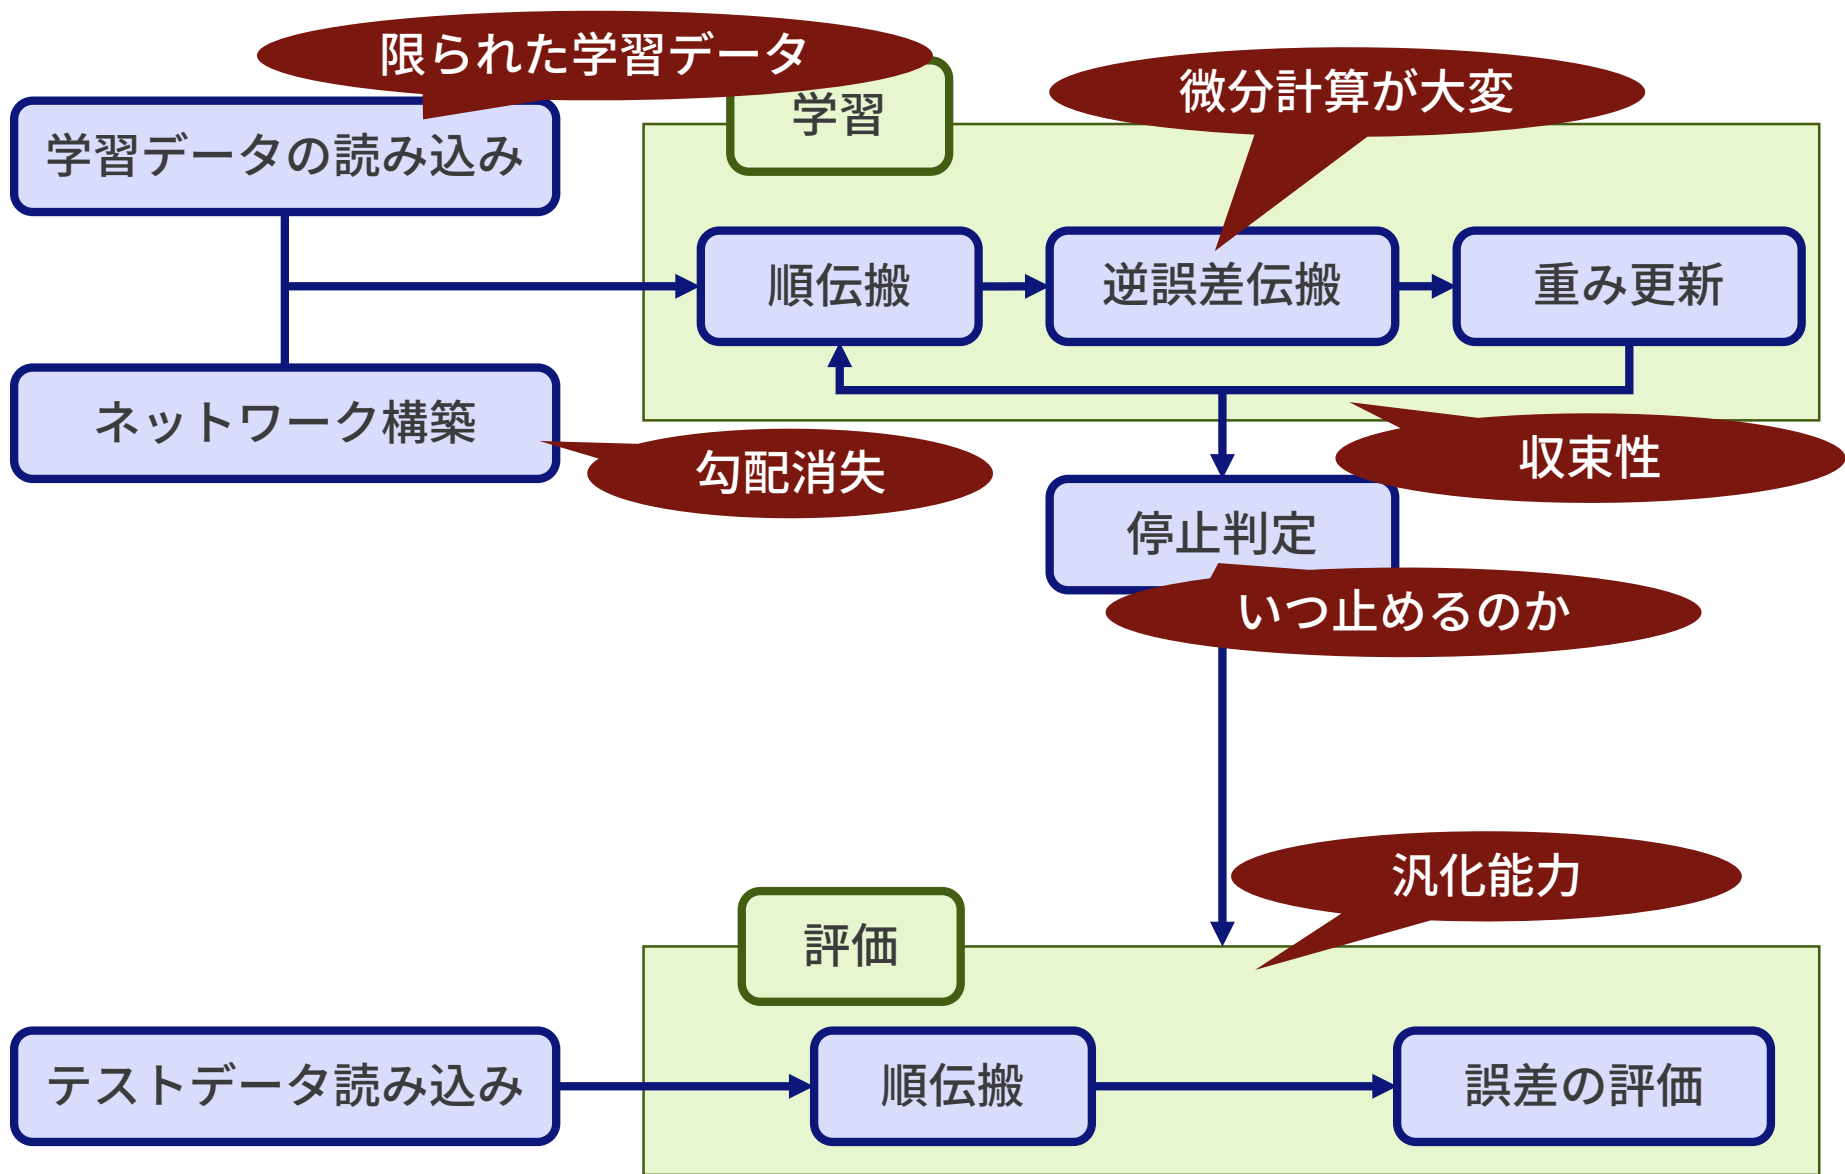 限られた学習データ
学習
微分計算が大変
学習データの読み込み
順伝搬
逆誤差伝搬
重み更新
ネットワーク構築
勾配消失
収束性
停止判定
いつ止めるのか
汎化能力
評価
テストデータ読み込み
順伝搬
誤差の評価